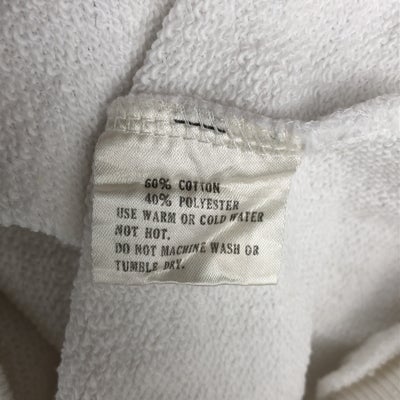 60% COTTON
40% POLYESTER
USE WARM OR COLD WATER
NOT HOT.
DO NOT MACHINE WASH OR
TUMBLE DRY.